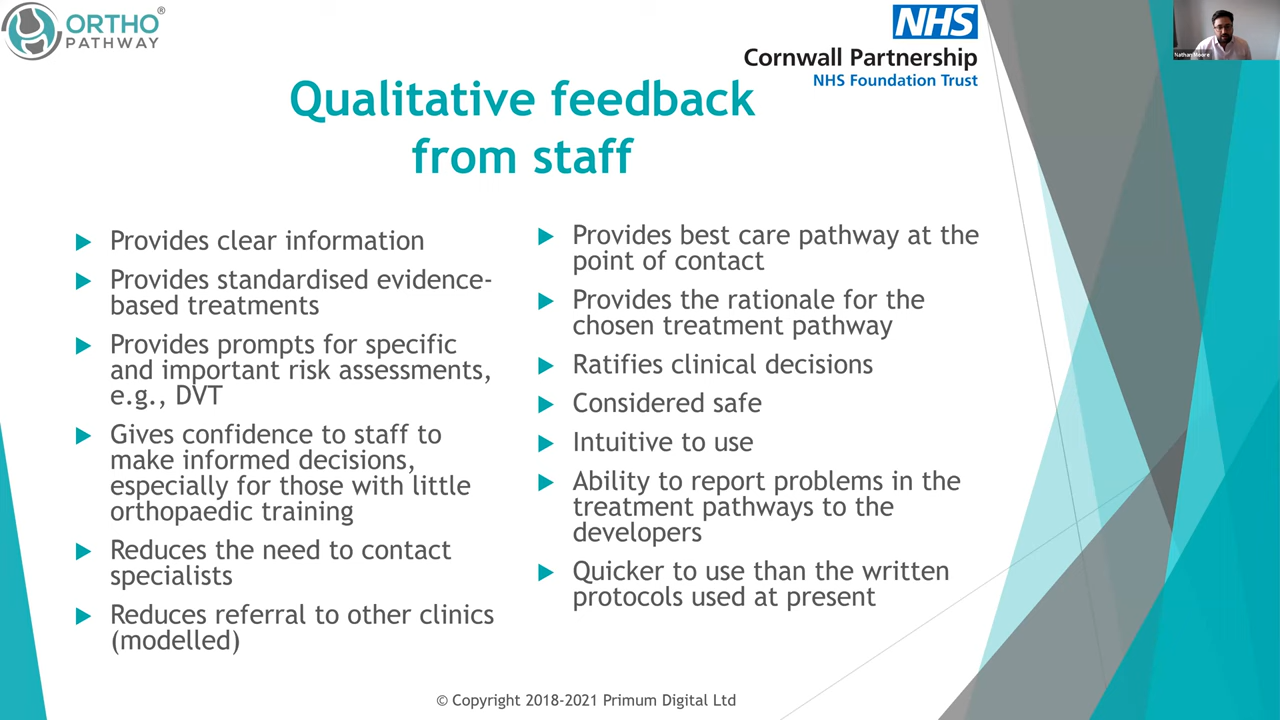 ORTHO®
PATHWAY
NHS
Cornwall Partnership
NHS Foundation Trust
Nathan Moore
Qualitative feedback
from staff
Provides clear information
Provides standardised evidence-
based treatments
Provides prompts for specific
and important risk assessments,
e.g., DVT
Gives confidence to staff to
make informed decisions,
especially for those with little
orthopaedic training
Reduces the need to contact
specialists
Reduces referral to other clinics
(modelled)
Provides best care pathway at the
point of contact
Provides the rationale for the
chosen treatment pathway
Ratifies clinical decisions
Considered safe
Intuitive to use
Ability to report problems in the
treatment pathways to the
developers
Quicker to use than the written
protocols used at present
© Copyright 2018-2021 Primum Digital Ltd